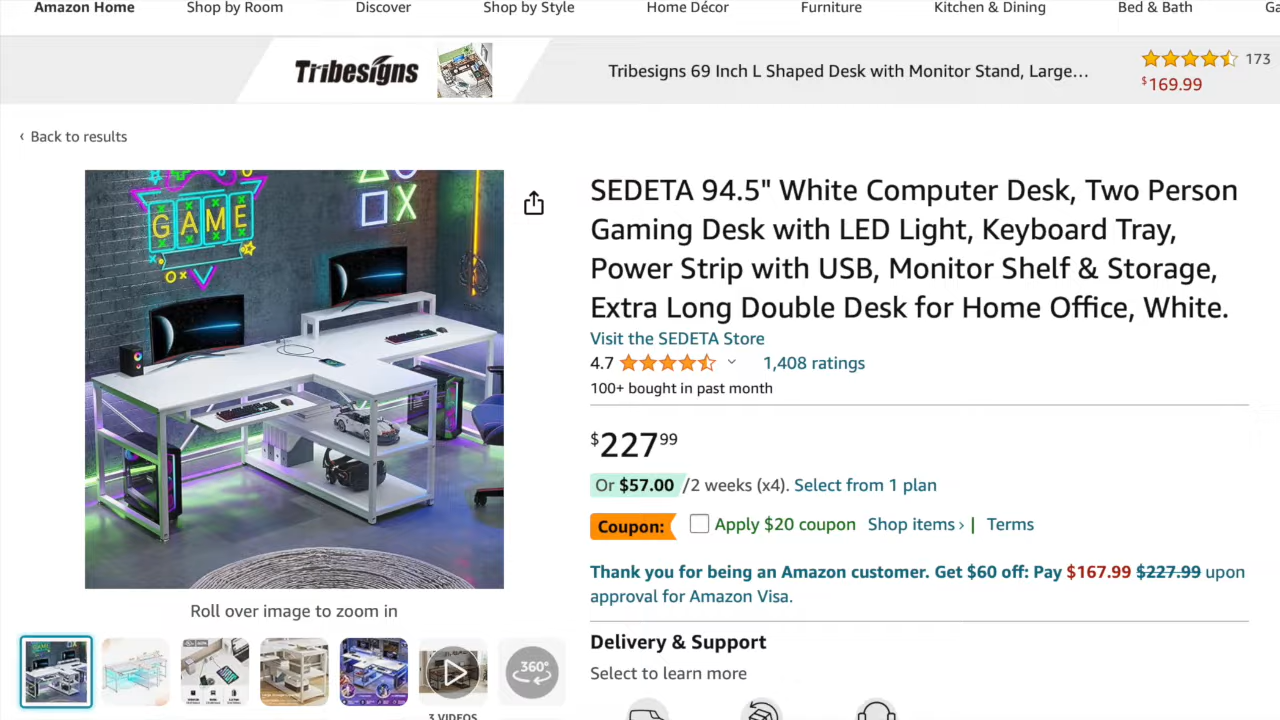 Amazon Home Shop by Room Discover Shop by Style Home Décor Furniture Kitchen & Dining Bed & Bath
Tribesigns
Tribesigns 69 Inch L Shaped Desk with Monitor Stand, Large…
173
$169.99
‹ Back to results
GAME
SEDETA 94.5" White Computer Desk, Two Person
Gaming Desk with LED Light, Keyboard Tray,
Power Strip with USB, Monitor Shelf & Storage,
Extra Long Double Desk for Home Office, White.
Visit the SEDETA Store
4.7 1,408 ratings
100+ bought in past month
$227 99
Or $57.00 /2 weeks (x4). Select from 1 plan
Coupon: Apply $20 coupon Shop items › | Terms
Thank you for being an Amazon customer. Get $60 off: Pay $167.99 $227.99 upon
approval for Amazon Visa.
Roll over image to zoom in
Delivery & Support
Select to learn more
360°
3 VIDEOS